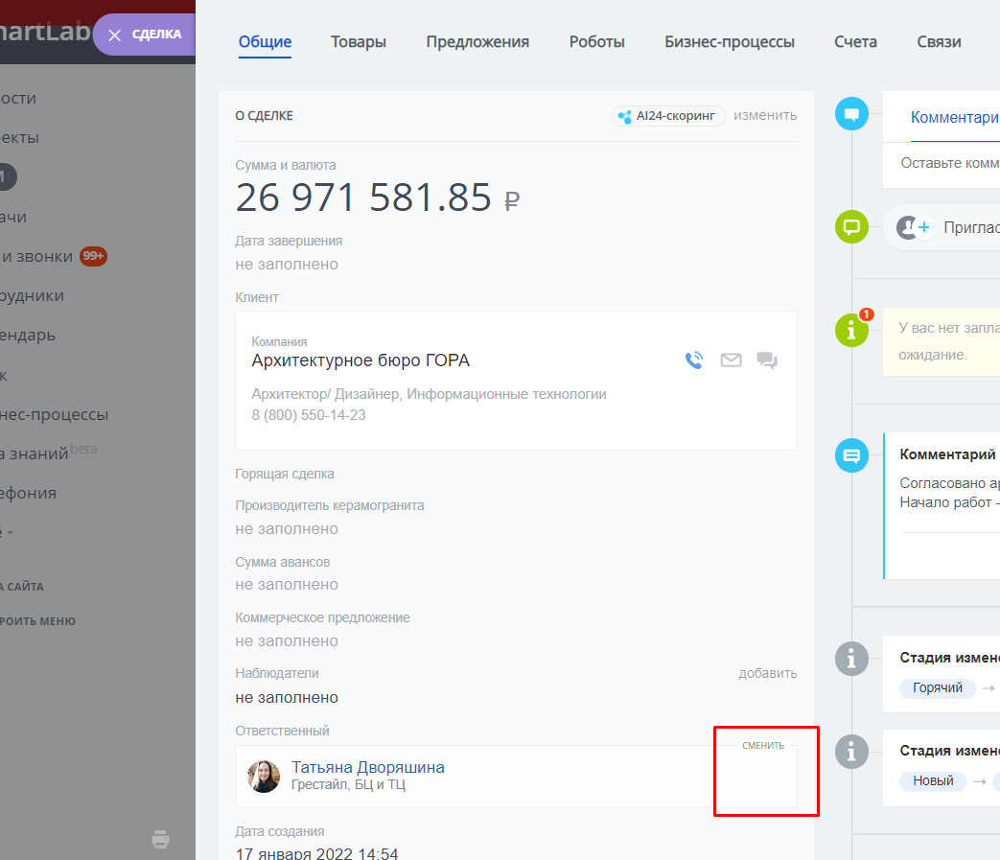 martLab
СДЕЛКА
Общие
Товары
Предложения
Роботы
Бизнес-процессы
Счета
Связи
ости
екты
ачи
и звонки 99+
рудники
ендарь
к
нес-процессы
а знаний beta
ефония
А САЙТА
РОИТЬ МЕНЮ
О СДЕЛКЕ
AI24-скоринг
изменить
Сумма и валюта
26 971 581.85 ₽
Дата завершения
не заполнено
Клиент
Компания
Архитектурное бюро ГОРА
Архитектор/ Дизайнер, Информационные технологии
8 (800) 550-14-23
Горящая сделка
Производитель керамогранита
не заполнено
Сумма авансов
не заполнено
Коммерческое предложение
не заполнено
Наблюдатели
добавить
не заполнено
Ответственный
СМЕНИТЬ
Татьяна Дворяшина
Грестайл, БЦ и ТЦ
Дата создания
17 января 2022 14:54
Комментари
Оставьте комм
Приглас
1
У вас нет запла
ожидание.
Комментарий
Согласовано ар
Начало работ -
Стадия измене
Горячий →
Стадия измене
Новый →